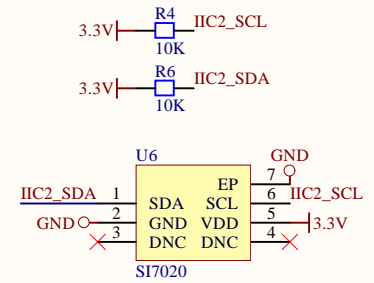 R4
IIC2_SCL
3.3V
10K
R6
IIC2_SDA
3.3V
10K
U6
GND
EP 7
IIC2_SDA 1 SDA SCL 6 IIC2_SCL
GND 2 GND VDD 5 3.3V
3 DNC DNC 4
SI7020